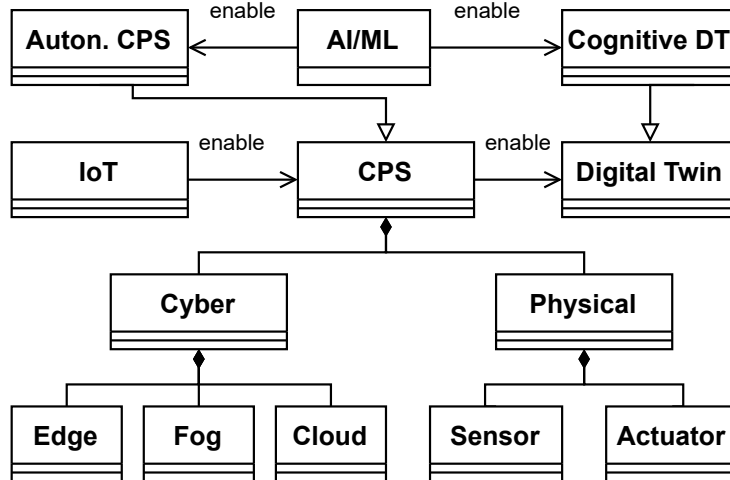 enable
enable
Auton. CPS
AI/ML
Cognitive DT
enable
enable
IoT
CPS
Digital Twin
Cyber
Physical
Edge
Fog
Cloud
Sensor
Actuator